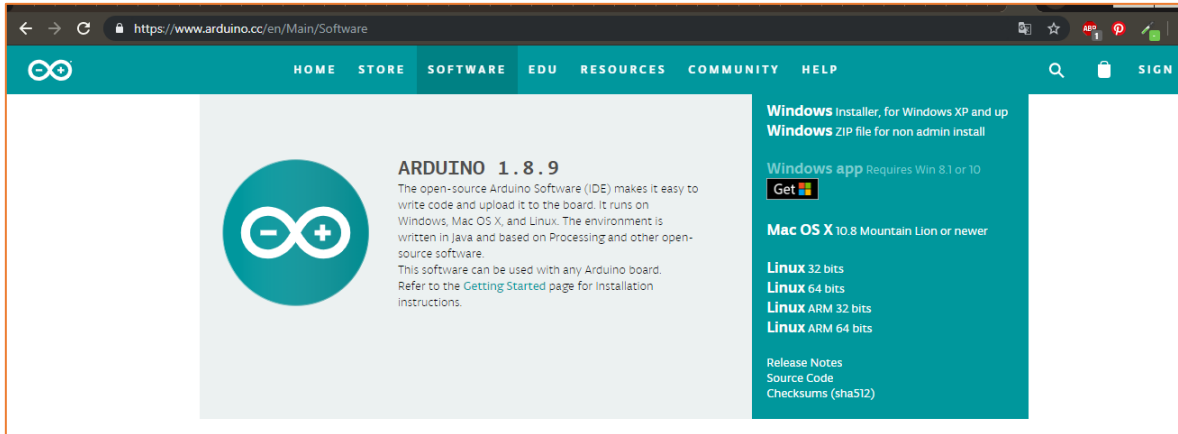 https://www.arduino.cc/en/Main/Software
ABP
1
HOME STORE SOFTWARE EDU RESOURCES COMMUNITY HELP
SIGN
ARDUINO 1.8.9
The open-source Arduino Software (IDE) makes it easy to
write code and upload it to the board. It runs on
Windows, Mac OS X, and Linux. The environment is
written in Java and based on Processing and other open-
source software.
This software can be used with any Arduino board.
Refer to the Getting Started page for Installation
instructions.
Windows Installer, for Windows XP and up
Windows ZIP file for non admin install
Windows app Requires Win 8.1 or 10
Get
Mac OS X 10.8 Mountain Lion or newer
Linux 32 bits
Linux 64 bits
Linux ARM 32 bits
Linux ARM 64 bits
Release Notes
Source Code
Checksums (sha512)